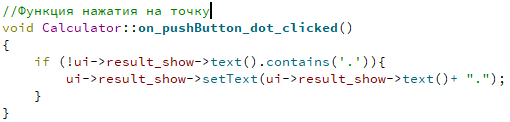 //Функция нажатия на точку
void Calculator::on_pushButton_dot_clicked()
{
    if (!ui->result_show->text().contains('.')){
        ui->result_show->setText(ui->result_show->text()+ ".");
    }
}